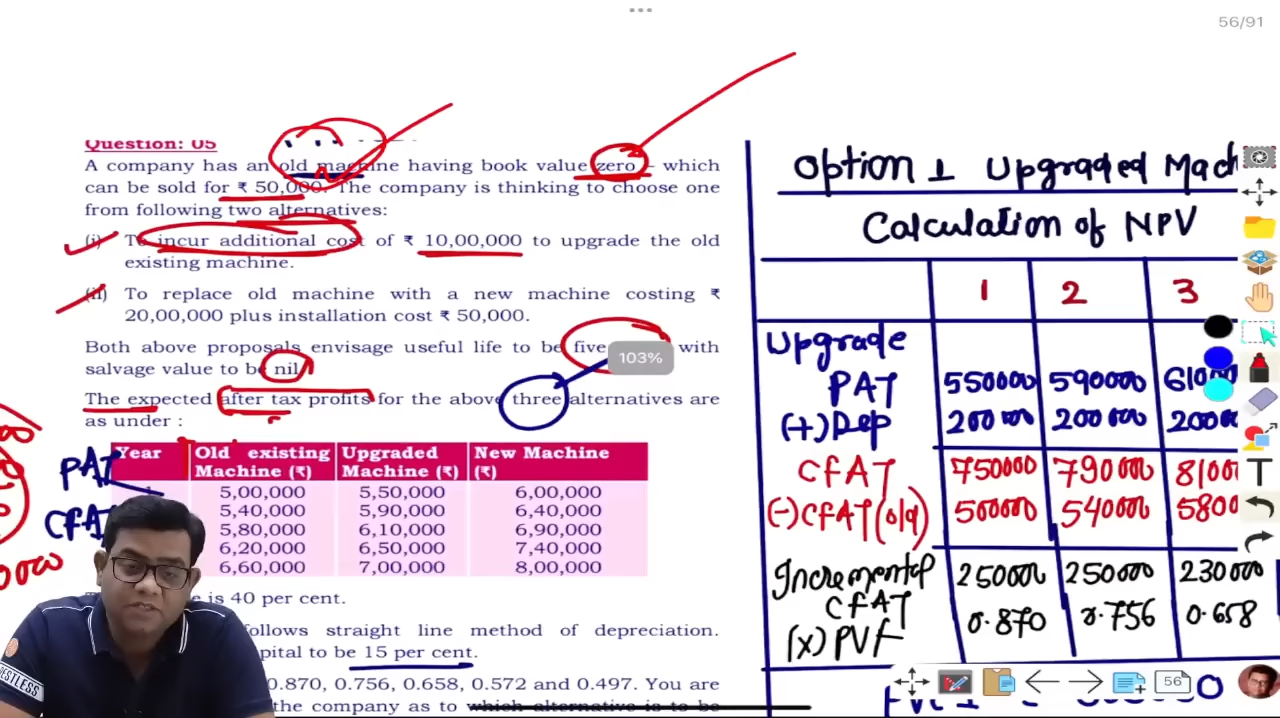 56/91
Question: 05
A company has an old machine having book value zero – which
can be sold for ₹ 50,000. The company is thinking to choose one
from following two alternatives:
(i) To incur additional cost of ₹ 10,00,000 to upgrade the old
existing machine.
(ii) To replace old machine with a new machine costing ₹
20,00,000 plus installation cost ₹ 50,000.
Both above proposals envisage useful life to be five with
salvage value to be nil
103%
The expected after tax profits for the above three alternatives are
as under :
Year Old existing Machine (₹) Upgraded Machine (₹) New Machine (₹)
5,00,000 5,50,000 6,00,000
5,40,000 5,90,000 6,40,000
5,80,000 6,10,000 6,90,000
6,20,000 6,50,000 7,40,000
6,60,000 7,00,000 8,00,000
PAT
CFAT
is 40 per cent.
follows straight line method of depreciation.
to be 15 per cent.
0.870, 0.756, 0.658, 0.572 and 0.497. You are
the company as to which alternative is to be
RESTLESS
Option 1 Upgraded Mach
Calculation of NPV
1 2 3
Upgrade
PAT 550000 590000 61000
(+) Dep 200000 200000 20000
CFAT 750000 790000 8100
(-) CFAT (old) 500000 540000 5800
Incremental CFAT 250000 250000 230000
(x) PVF 0.870 0.756 0.658
T
56